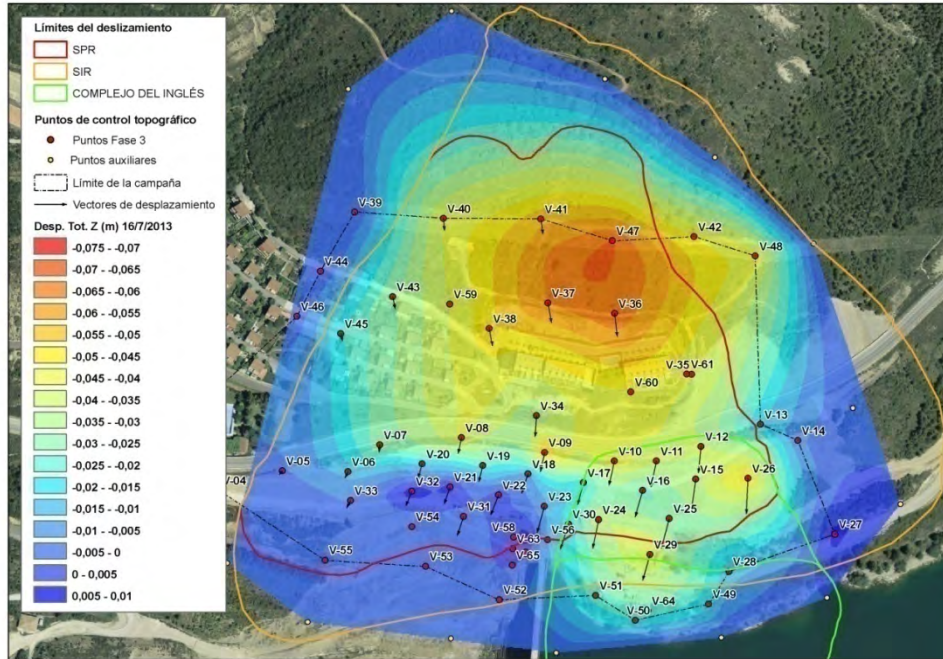 Límites del deslizamiento
SPR
SIR
COMPLEJO DEL INGLÉS
Puntos de control topográfico
Puntos Fase 3
Puntos auxiliares
Límite de la campaña
Vectores de desplazamiento
Desp. Tot. Z (m) 16/7/2013
-0,075 - -0,07
-0,07 - -0,065
-0,065 - -0,06
-0,06 - -0,055
-0,055 - -0,05
-0,05 - -0,045
-0,045 - -0,04
-0,04 - -0,035
-0,035 - -0,03
-0,03 - -0,025
-0,025 - -0,02
-0,02 - -0,015
-0,015 - -0,01
-0,01 - -0,005
-0,005 - 0
0 - 0,005
0,005 - 0,01
V-39
V-40
V-41
V-47
V-42
V-48
V-44
V-43
V-59
V-37
V-36
V-46
V-45
V-38
V-35
V-61
V-60
V-34
V-13
V-14
V-07
V-08
V-09
V-10
V-11
V-12
V-04
V-05
V-06
V-20
V-19
V-18
V-17
V-16
V-15
V-26
V-33
V-32
V-21
V-22
V-23
V-54
V-31
V-58
V-30
V-24
V-25
V-27
V-63
V-56
V-55
V-53
V-65
V-29
V-28
V-52
V-51
V-64
V-49
V-50